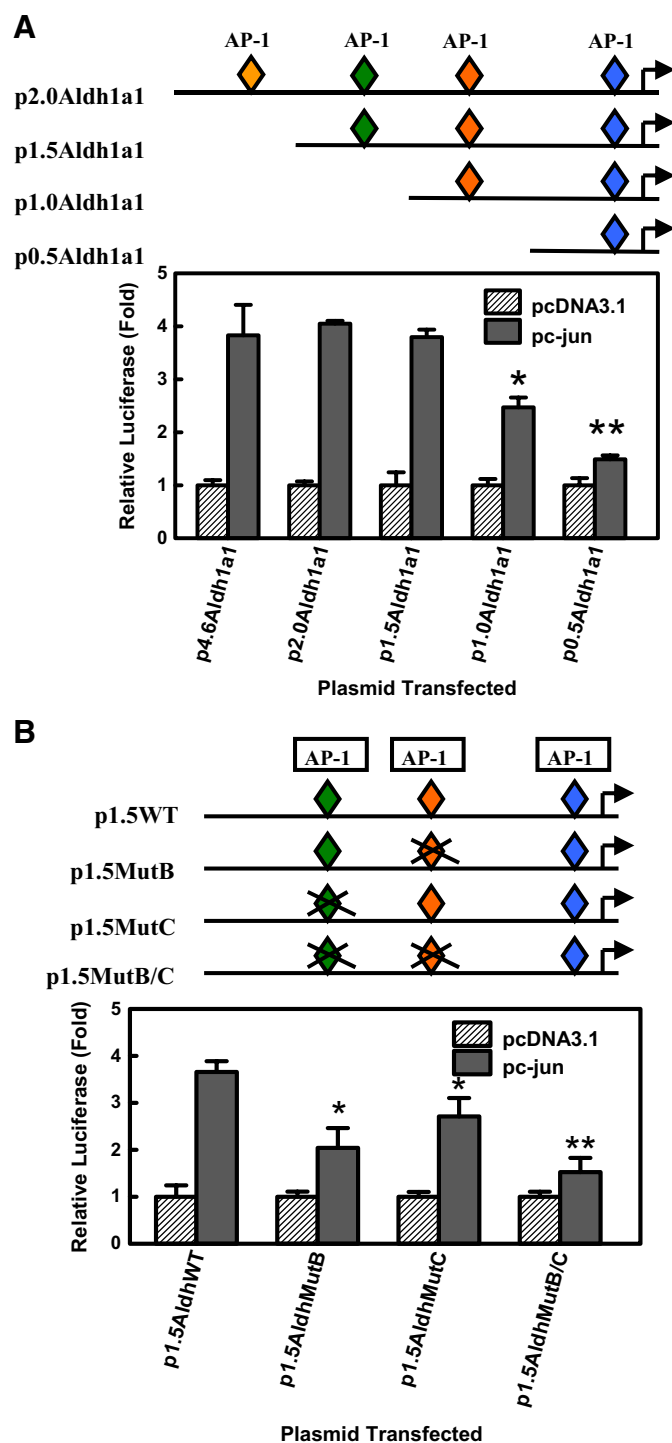 A
AP-1 AP-1 AP-1 AP-1
p2.0Aldh1a1
p1.5Aldh1a1
p1.0Aldh1a1
p0.5Aldh1a1
Relative Luciferase (Fold)
5
4
3
2
1
0
pcDNA3.1
pc-jun
*
**
p4.6Aldh1a1
p2.0Aldh1a1
p1.5Aldh1a1
p1.0Aldh1a1
p0.5Aldh1a1
Plasmid Transfected
B
AP-1 AP-1 AP-1
p1.5WT
p1.5MutB
p1.5MutC
p1.5MutB/C
Relative Luciferase (Fold)
5
4
3
2
1
0
pcDNA3.1
pc-jun
*
*
**
p1.5AldhWT
p1.5AldhMutB
p1.5AldhMutC
p1.5AldhMutB/C
Plasmid Transfected